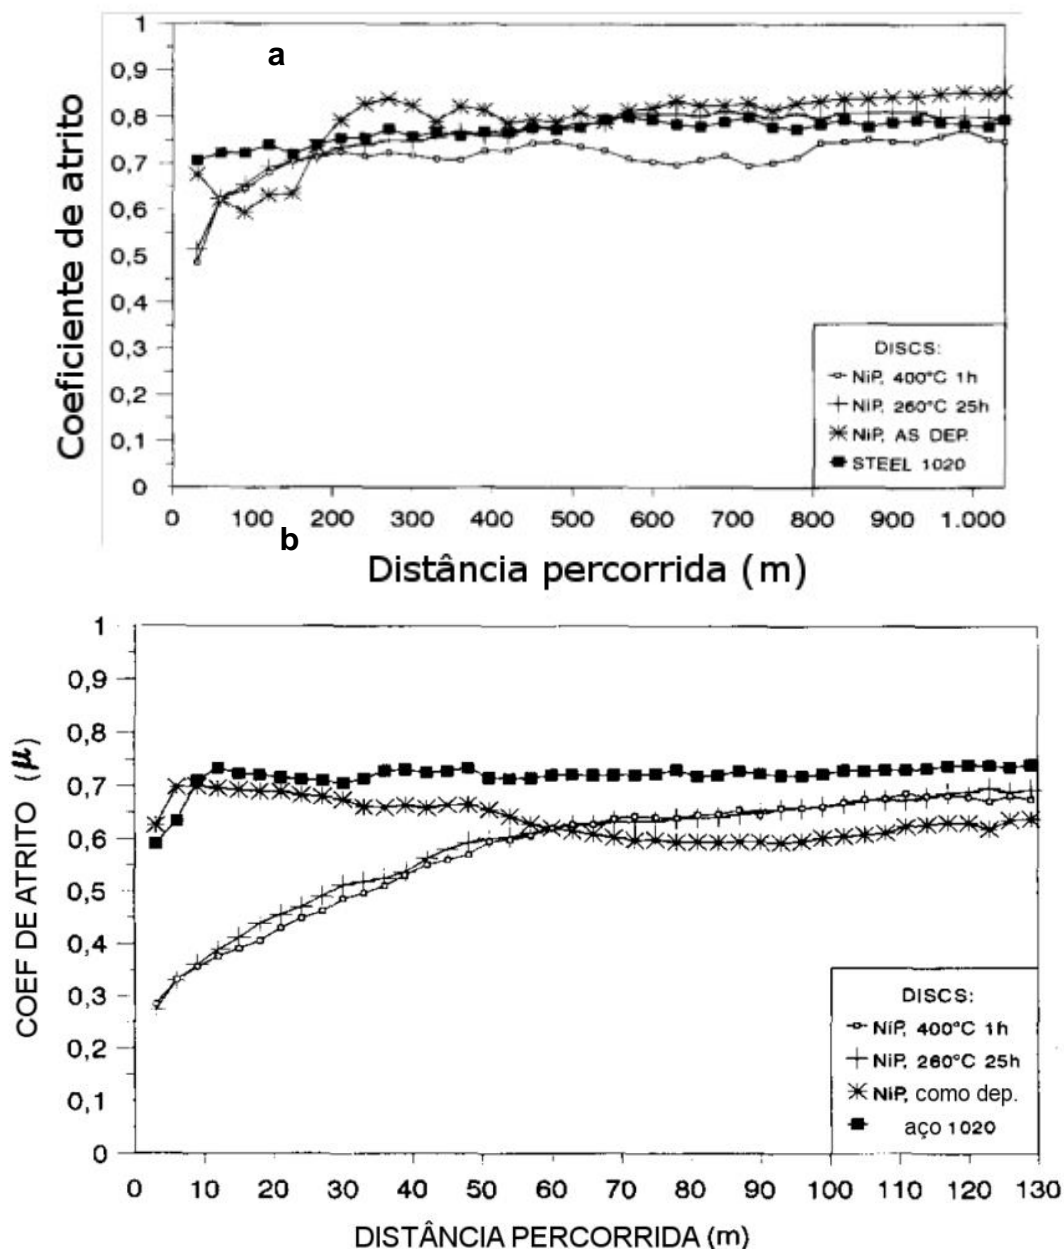 a
Coeficiente de atrito
1
0,9
0,8
0,7
0,6
0,5
0,4
0,3
0,2
0,1
0
DISCS:
NiP, 400°C 1h
NiP, 260°C 25h
NiP, AS DEP.
STEEL 1020
0 100 200 300 400 500 600 700 800 900 1.000
b
Distância percorrida (m)
COEF DE ATRITO (μ)
1
0,9
0,8
0,7
0,6
0,5
0,4
0,3
0,2
0,1
0
DISCS:
NiP, 400°C 1h
NiP, 260°C 25h
NiP, como dep.
aço 1020
0 10 20 30 40 50 60 70 80 90 100 110 120 130
DISTÂNCIA PERCORRIDA (m)